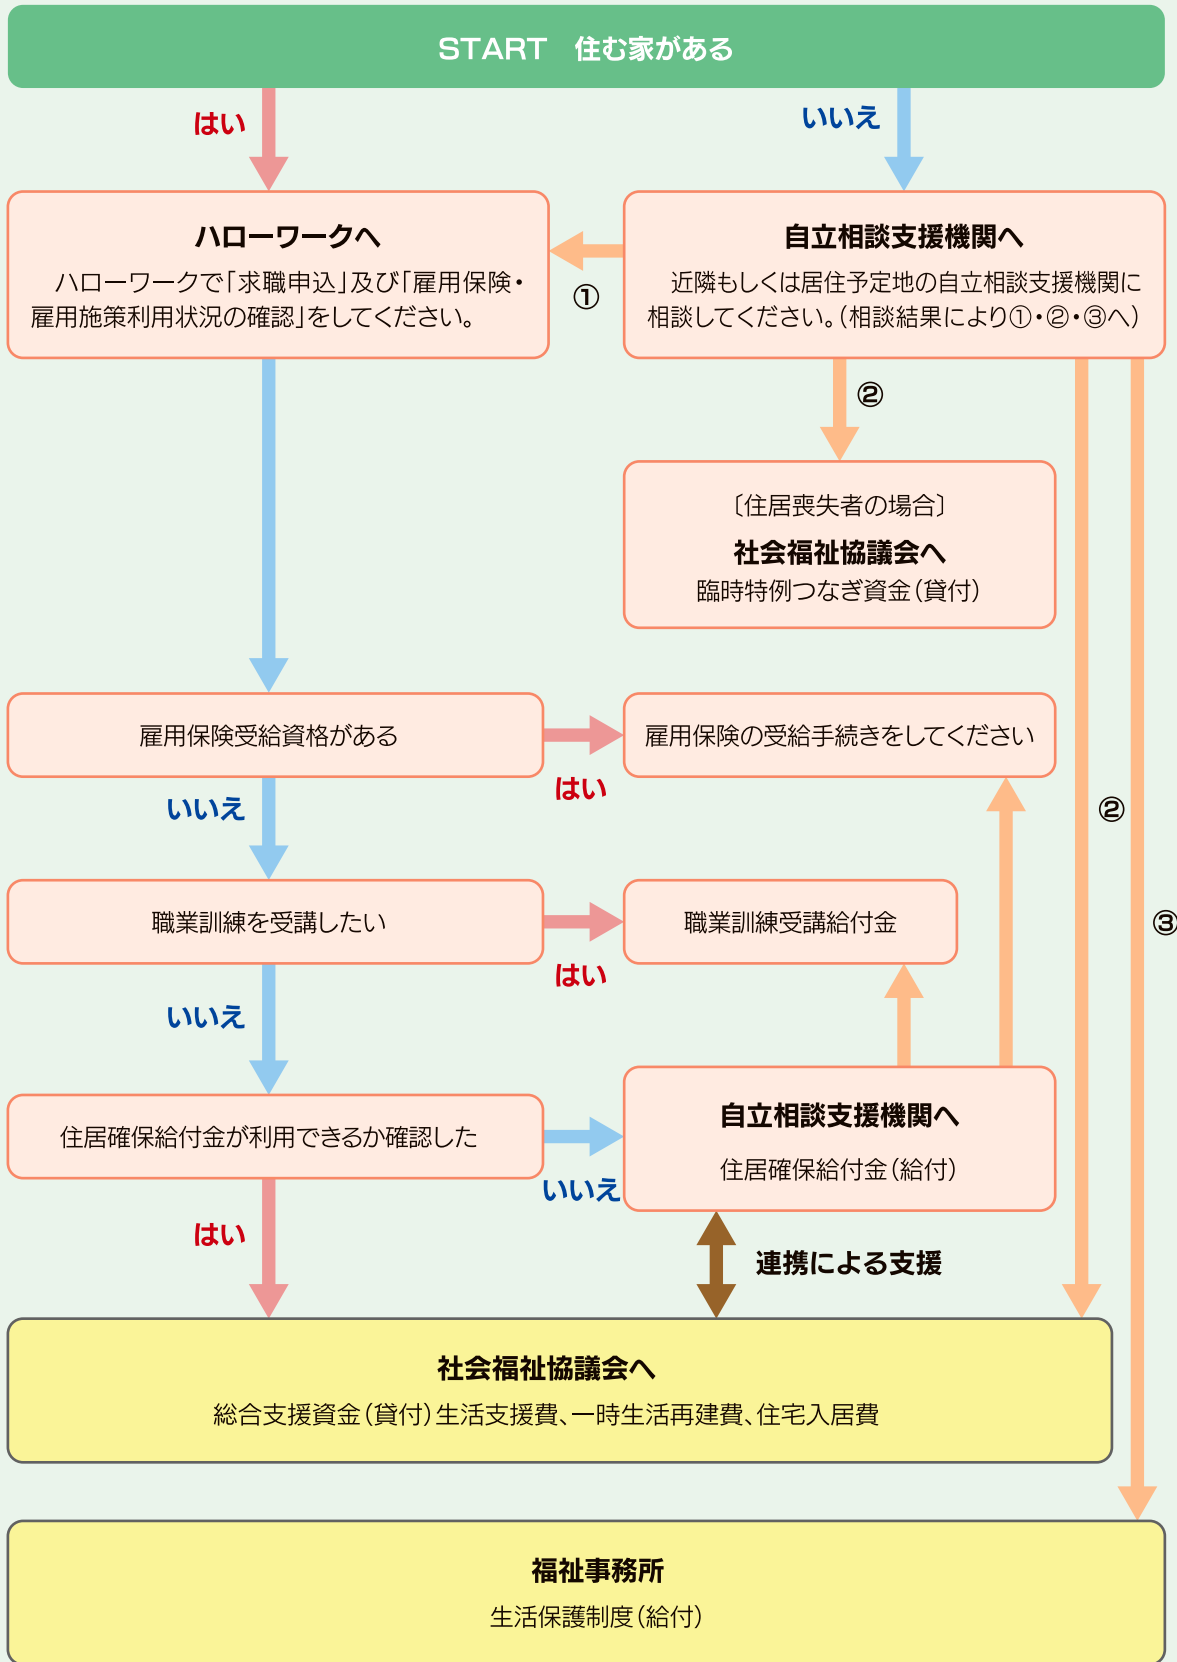 START 住む家がある
はい
いいえ
ハローワークへ
ハローワークで「求職申込」及び「雇用保険・
雇用施策利用状況の確認」をしてください。
①
自立相談支援機関へ
近隣もしくは居住予定地の自立相談支援機関に
相談してください。(相談結果により①・②・③へ)
②
〔住居喪失者の場合〕
社会福祉協議会へ
臨時特例つなぎ資金(貸付)
雇用保険受給資格がある
はい
雇用保険の受給手続きをしてください
いいえ
②
職業訓練を受講したい
はい
職業訓練受講給付金
③
いいえ
住居確保給付金が利用できるか確認した
いいえ
自立相談支援機関へ
住居確保給付金(給付)
はい
連携による支援
社会福祉協議会へ
総合支援資金(貸付)生活支援費、一時生活再建費、住宅入居費
福祉事務所
生活保護制度(給付)